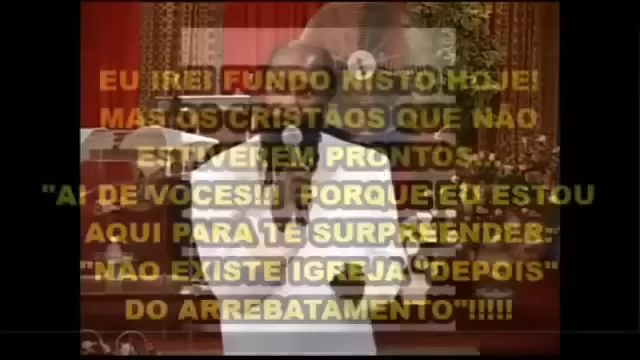 EU IREI FUNDO NISTO HOJE!
MAS OS CRISTÃOS QUE NÃO
ESTIVEREM PRONTOS...
"AI DE VOCES!!! PORQUE EU ESTOU
AQUI PARA TE SURPREENDER:
"NÃO EXISTE IGREJA "DEPOIS"
DO ARREBATAMENTO"!!!!!